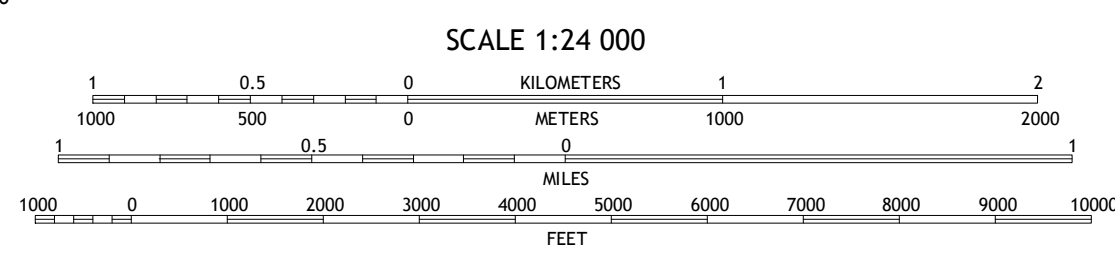 SCALE 1:24 000
1 0.5 0 KILOMETERS 1 2
1000 500 0 METERS 1000 2000
1 0.5 0 1
MILES
1000 0 1000 2000 3000 4000 5000 6000 7000 8000 9000 10000
FEET